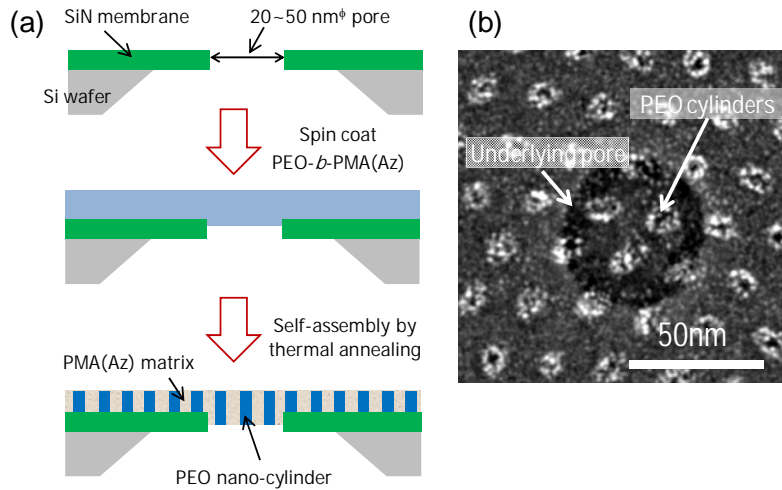 (a)
SiN membrane
20~50 nmᶲ pore
Si wafer
Spin coat
PEO-b-PMA(Az)
Self-assembly by
thermal annealing
PMA(Az) matrix
PEO nano-cylinder
(b)
PEO cylinders
Underlying pore
50nm